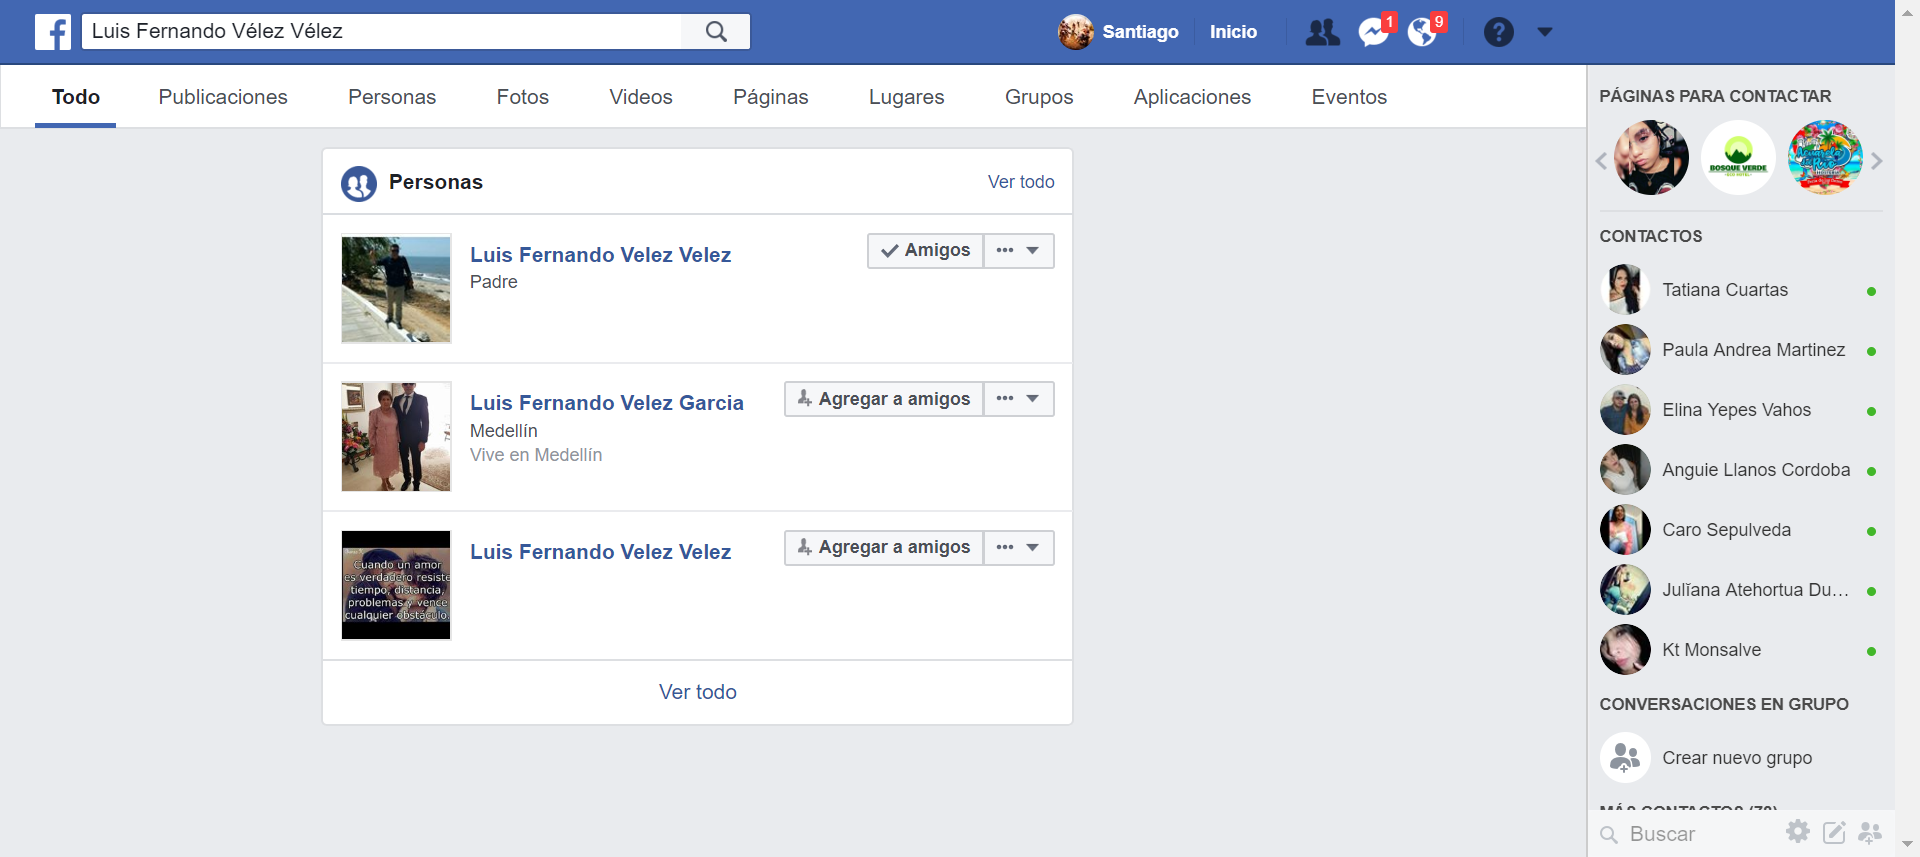 Luis Fernando Vélez Vélez
Santiago
Inicio
1
9
?
Todo
Publicaciones
Personas
Fotos
Videos
Páginas
Lugares
Grupos
Aplicaciones
Eventos
Personas
Ver todo
Luis Fernando Velez Velez
Padre
Amigos
Luis Fernando Velez Garcia
Medellín
Vive en Medellín
Agregar a amigos
Luis Fernando Velez Velez
Agregar a amigos
Cuando un amor
es verdadero resiste
tiempo, distancia,
problemas y vence
cualquier obstáculo.
Ver todo
PÁGINAS PARA CONTACTAR
BOSQUE VERDE
CONTACTOS
Tatiana Cuartas
Paula Andrea Martinez
Elina Yepes Vahos
Anguie Llanos Cordoba
Caro Sepulveda
Julïana Atehortua Du...
Kt Monsalve
CONVERSACIONES EN GRUPO
Crear nuevo grupo
MÁS CONTACTOS (79)
Buscar